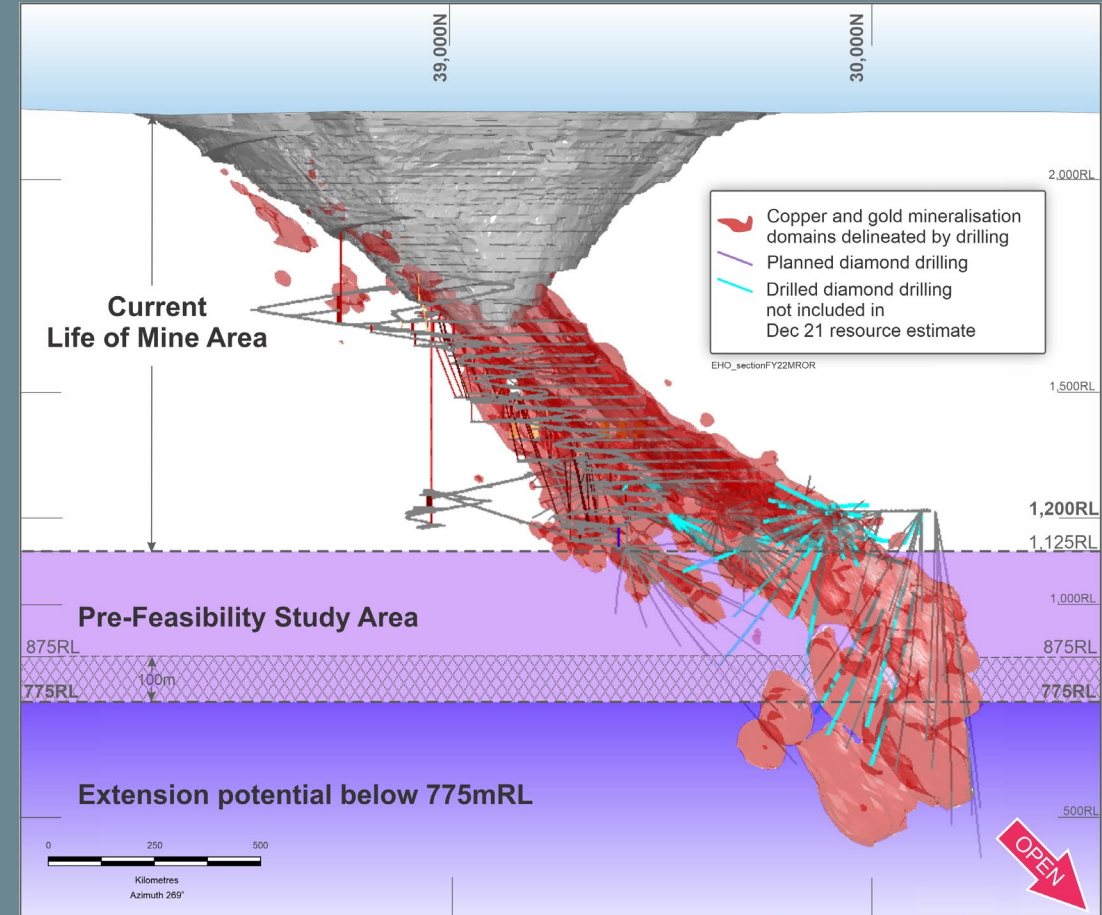 39,000N
30,000N
2,000RL
Copper and gold mineralisation
domains delineated by drilling
Planned diamond drilling
Drilled diamond drilling
not included in
Dec 21 resource estimate
EHO_sectionFY22MROR
Current
Life of Mine Area
1,500RL
1,200RL
1,125RL
Pre-Feasibility Study Area
1,000RL
875RL
875RL
100m
775RL
775RL
Extension potential below 775mRL
500RL
0 250 500
Kilometres
Azimuth 269°
OPEN